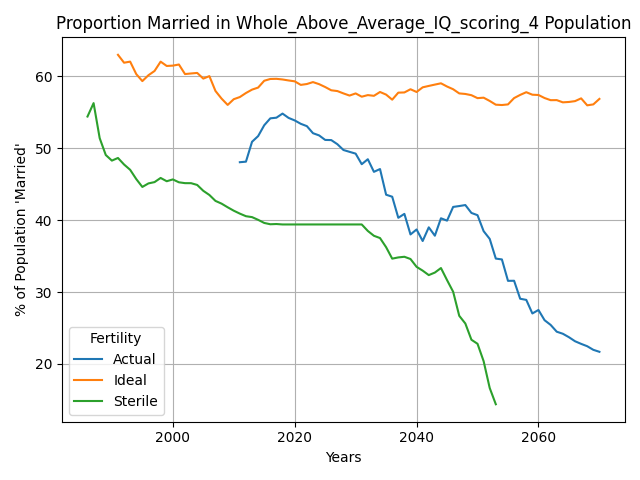 Proportion Married in Whole_Above_Average_IQ_scoring_4 Population
% of Population 'Married'
60
50
40
30
20
Fertility
Actual
Ideal
Sterile
2000
2020
2040
2060
Years